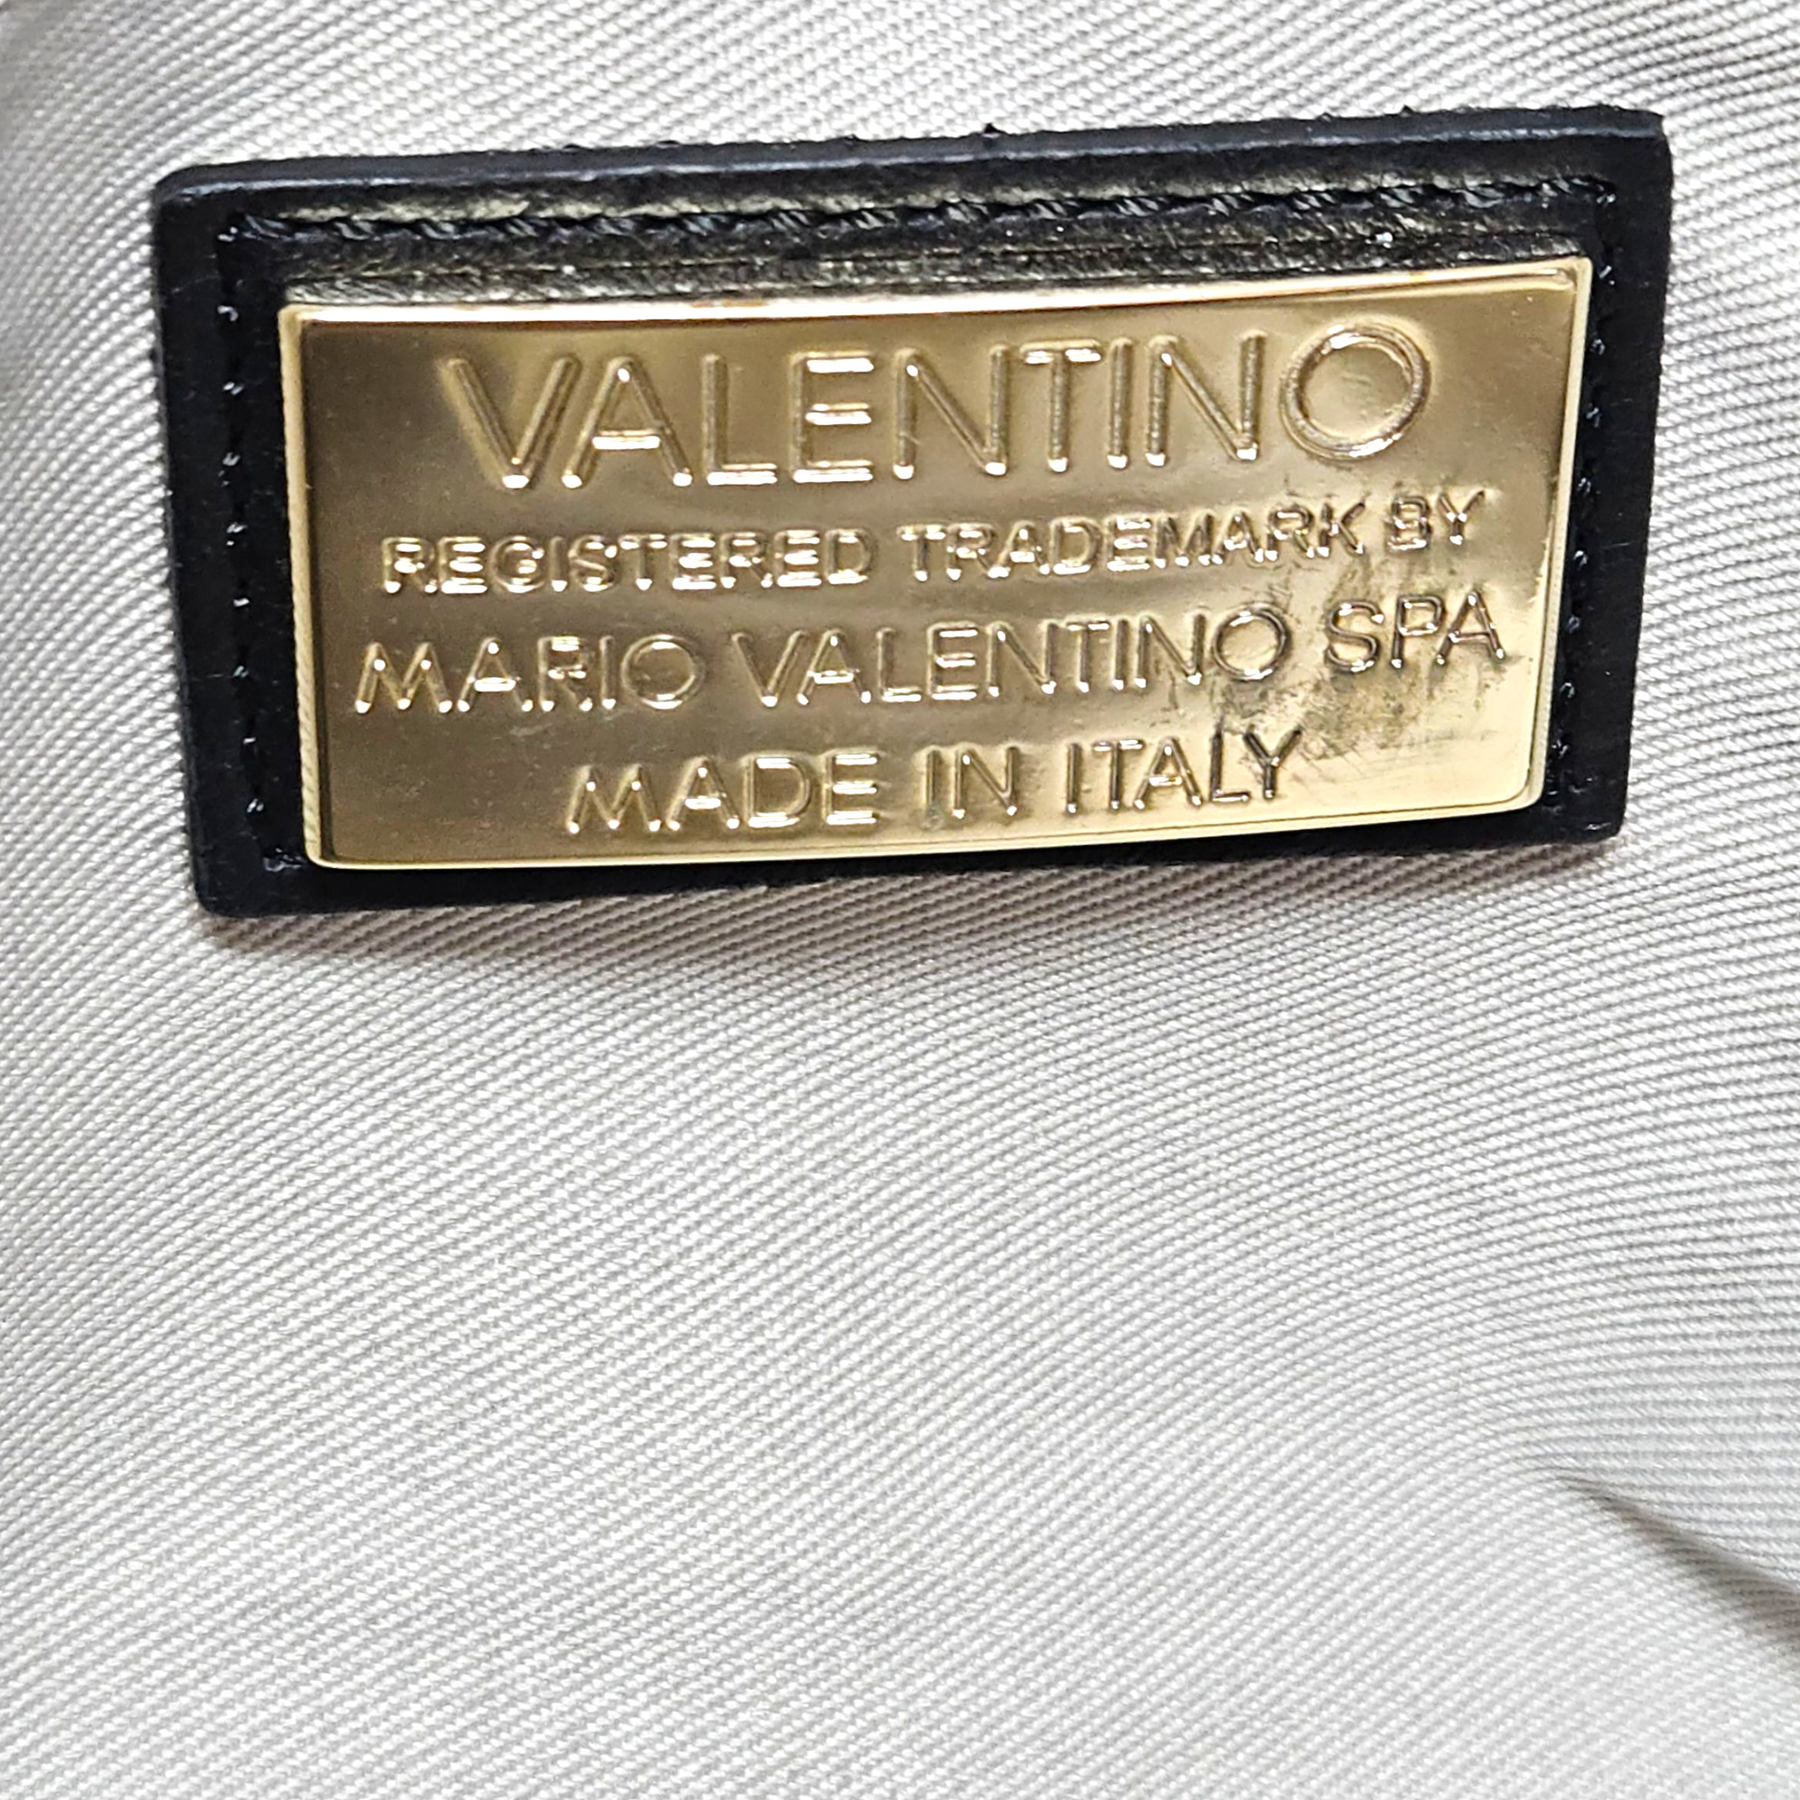 VALENTINO
REGISTERED TRADEMARK BY
MARIO VALENTINO SPA
MADE IN ITALY